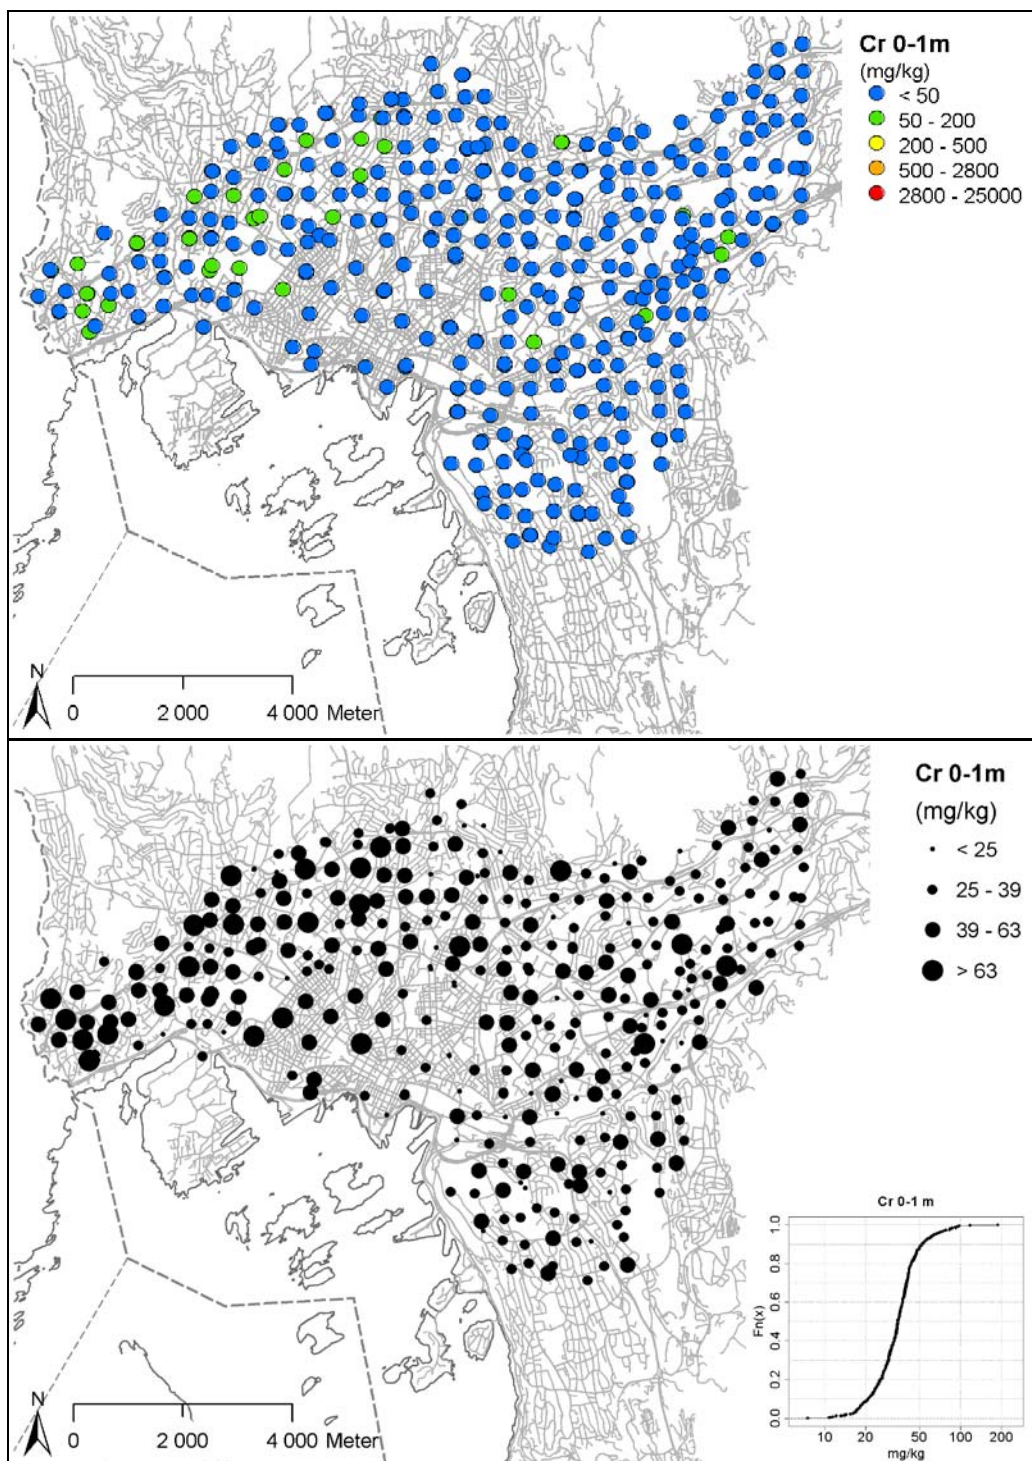 Cr 0-1m
(mg/kg)
< 50
50 - 200
200 - 500
500 - 2800
2800 - 25000
N
0 2 000 4 000 Meter
Cr 0-1m
(mg/kg)
< 25
25 - 39
39 - 63
> 63
Cr 0-1 m
1.0
0.8
0.6
0.4
0.2
0.0
Fn(x)
10 20 50 100 200
mg/kg
N
0 2 000 4 000 Meter